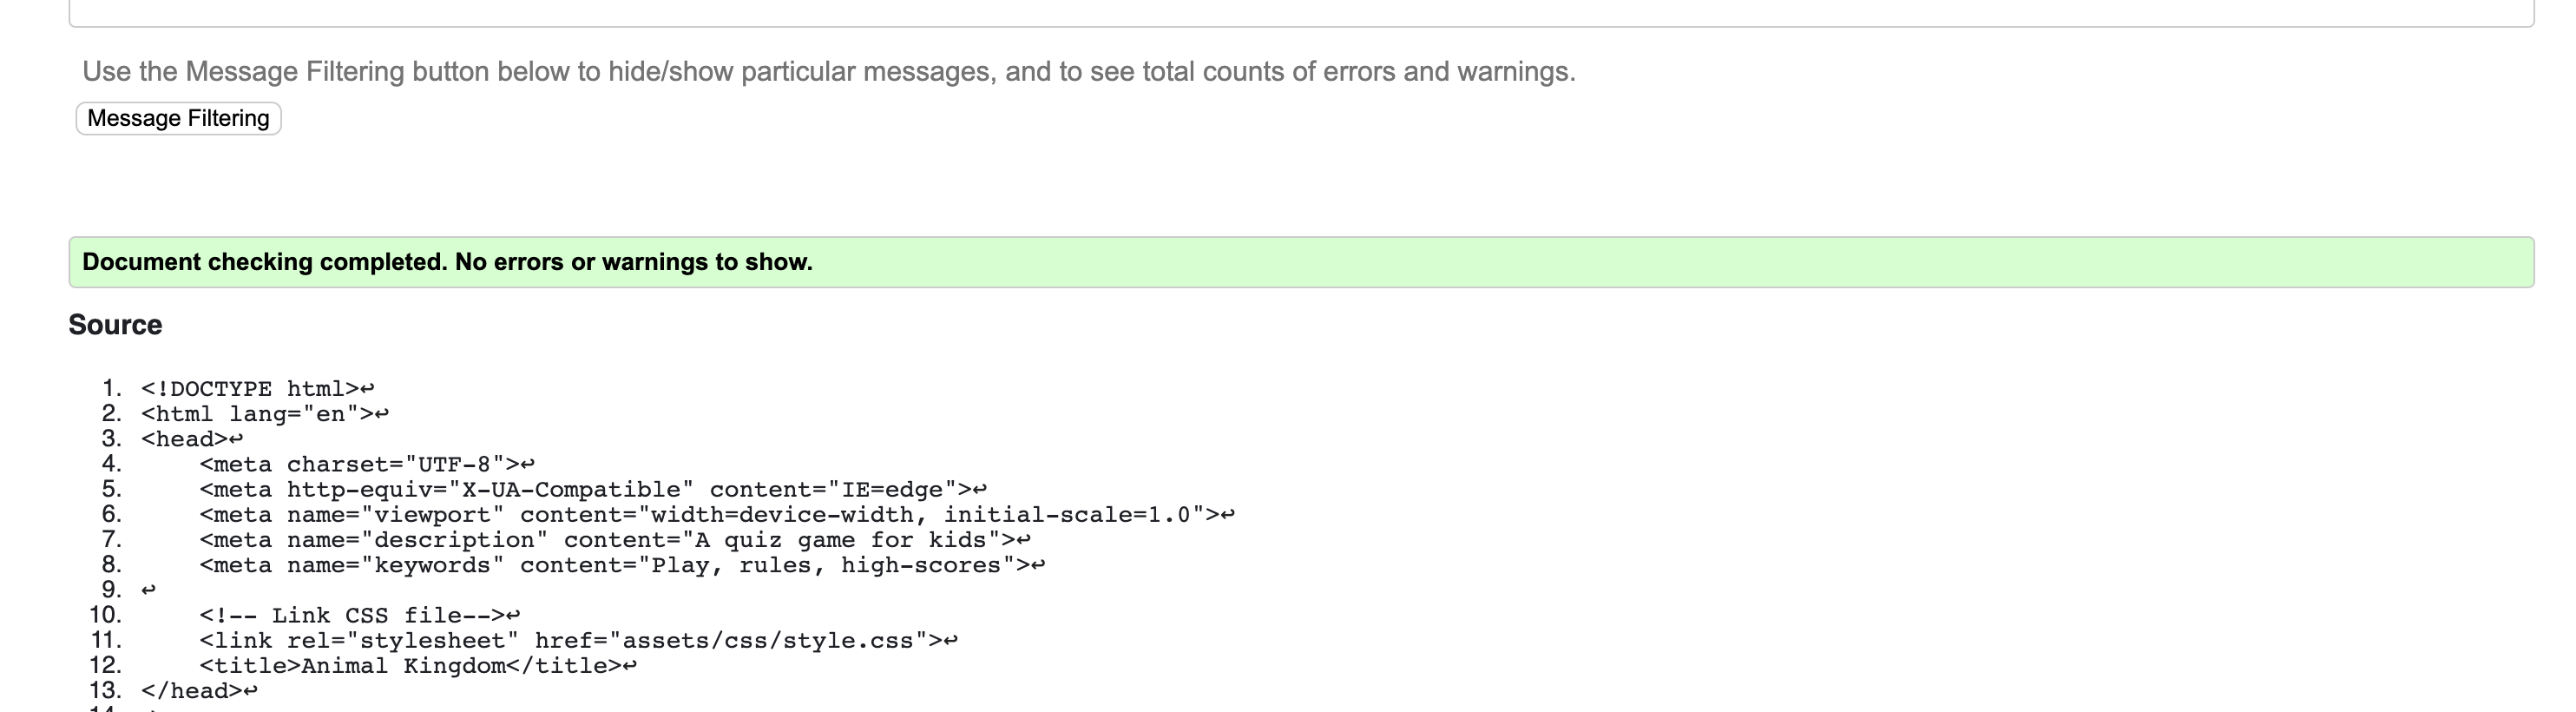 Use the Message Filtering button below to hide/show particular messages, and to see total counts of errors and warnings.
Message Filtering
Document checking completed. No errors or warnings to show.
Source
1. <!DOCTYPE html>↩
2. <html lang="en">↩
3. <head>↩
4.     <meta charset="UTF-8">↩
5.     <meta http-equiv="X-UA-Compatible" content="IE=edge">↩
6.     <meta name="viewport" content="width=device-width, initial-scale=1.0">↩
7.     <meta name="description" content="A quiz game for kids">↩
8.     <meta name="keywords" content="Play, rules, high-scores">↩
9. ↩
10.     <!-- Link CSS file-->↩
11.     <link rel="stylesheet" href="assets/css/style.css">↩
12.     <title>Animal Kingdom</title>↩
13. </head>↩